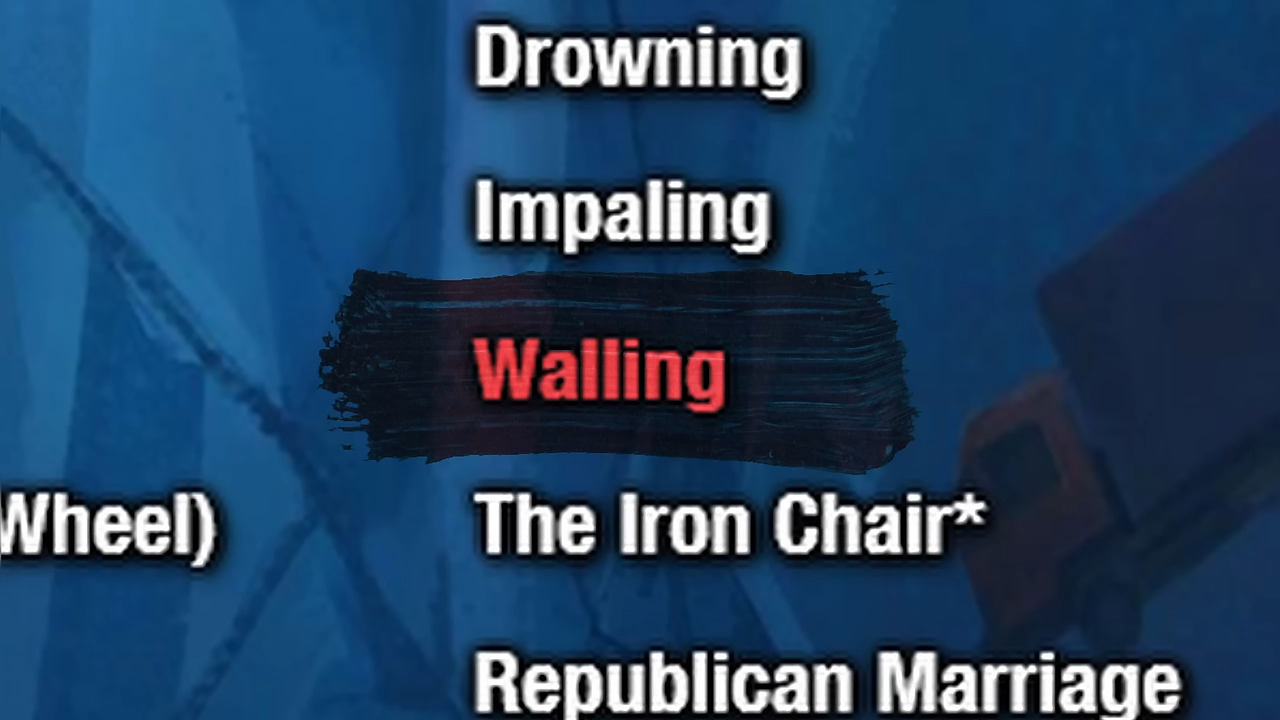 Drowning
Impaling
Walling
Wheel) The Iron Chair*
Republican Marriage